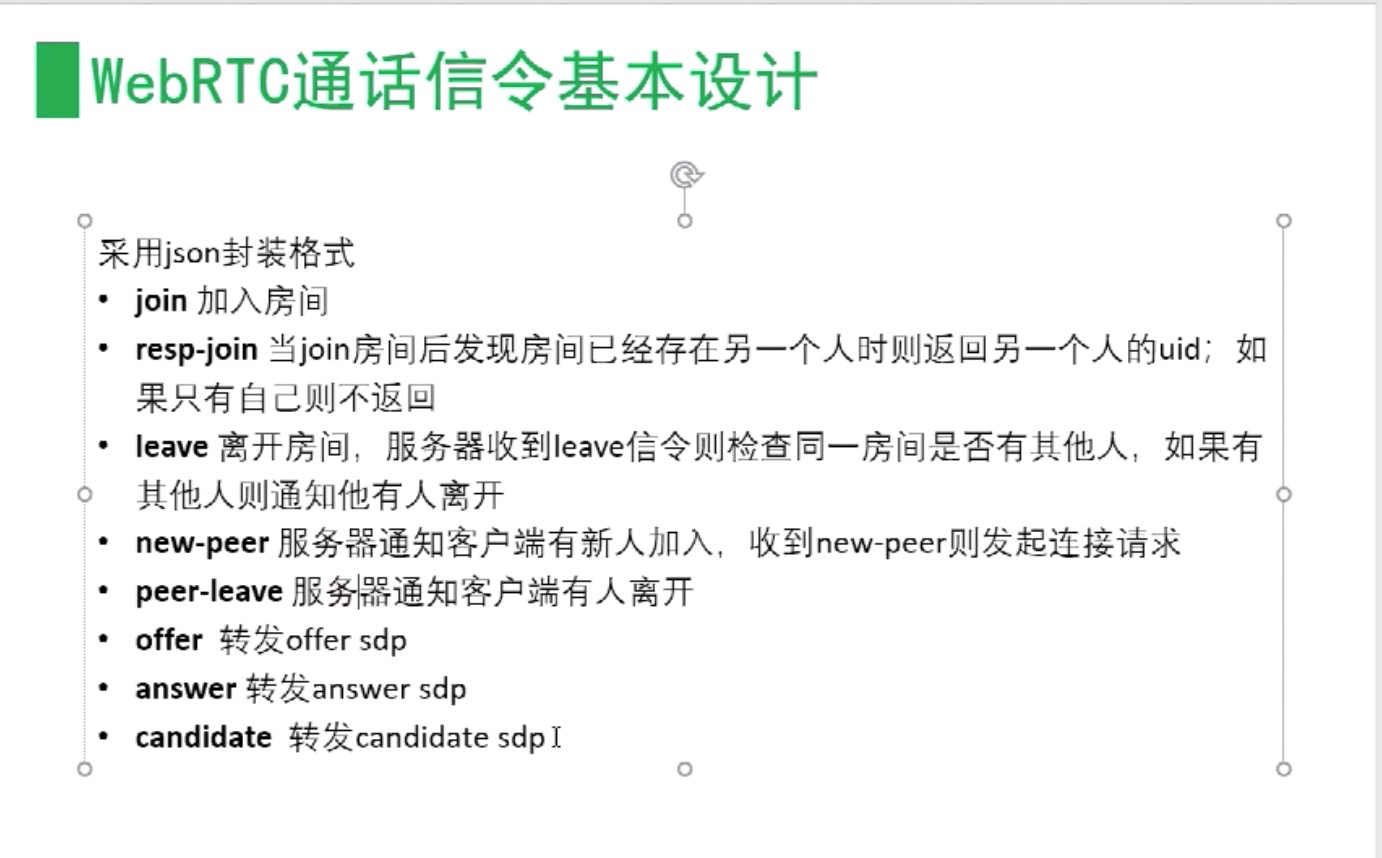 WebRTC通话信令基本设计
采用json封装格式
• join 加入房间
• resp-join 当join房间后发现房间已经存在另一个人时则返回另一个人的uid；如
果只有自己则不返回
• leave 离开房间，服务器收到leave信令则检查同一房间是否有其他人，如果有
其他人则通知他有人离开
• new-peer 服务器通知客户端有新人加入，收到new-peer则发起连接请求
• peer-leave 服务器通知客户端有人离开
• offer 转发offer sdp
• answer 转发answer sdp
• candidate 转发candidate sdp